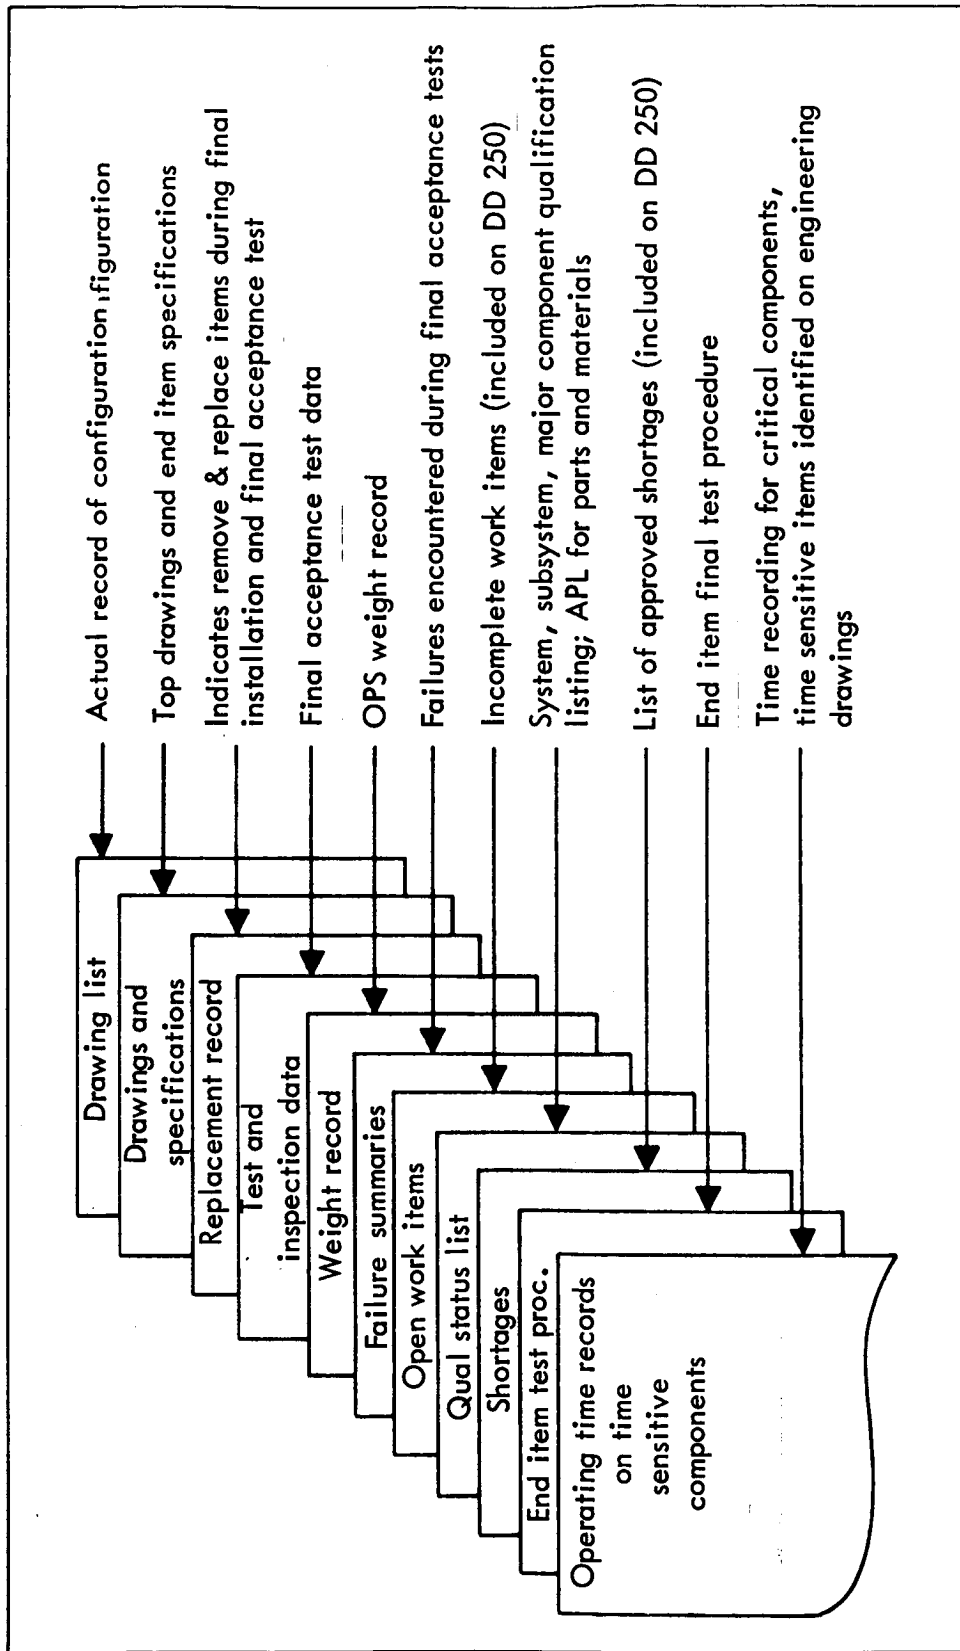 Drawing list
Actual record of configuration figuration
Drawings and
specifications
Top drawings and end item specifications
Replacement record
Indicates remove & replace items during final
installation and final acceptance test
Test and
inspection data
Final acceptance test data
Weight record
OPS weight record
Failure summaries
Failures encountered during final acceptance tests
Open work items
Incomplete work items (included on DD 250)
Qual status list
System, subsystem, major component qualification
listing; APL for parts and materials
Shortages
List of approved shortages (included on DD 250)
End item test proc.
End item final test procedure
Operating time records
on time
sensitive
components
Time recording for critical components,
time sensitive items identified on engineering
drawings